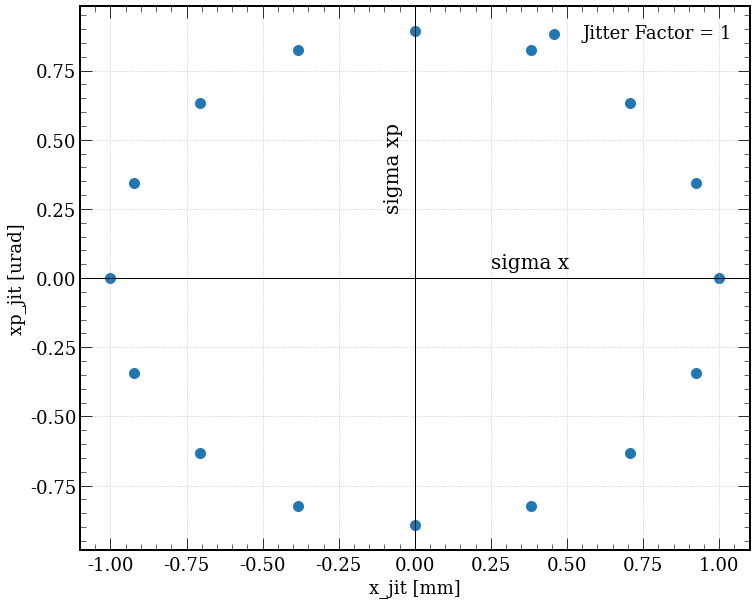 Jitter Factor = 1
0.75
0.50
0.25
0.00
-0.25
-0.50
-0.75
xp_jit [urad]
sigma xp
sigma x
-1.00 -0.75 -0.50 -0.25 0.00 0.25 0.50 0.75 1.00
x_jit [mm]